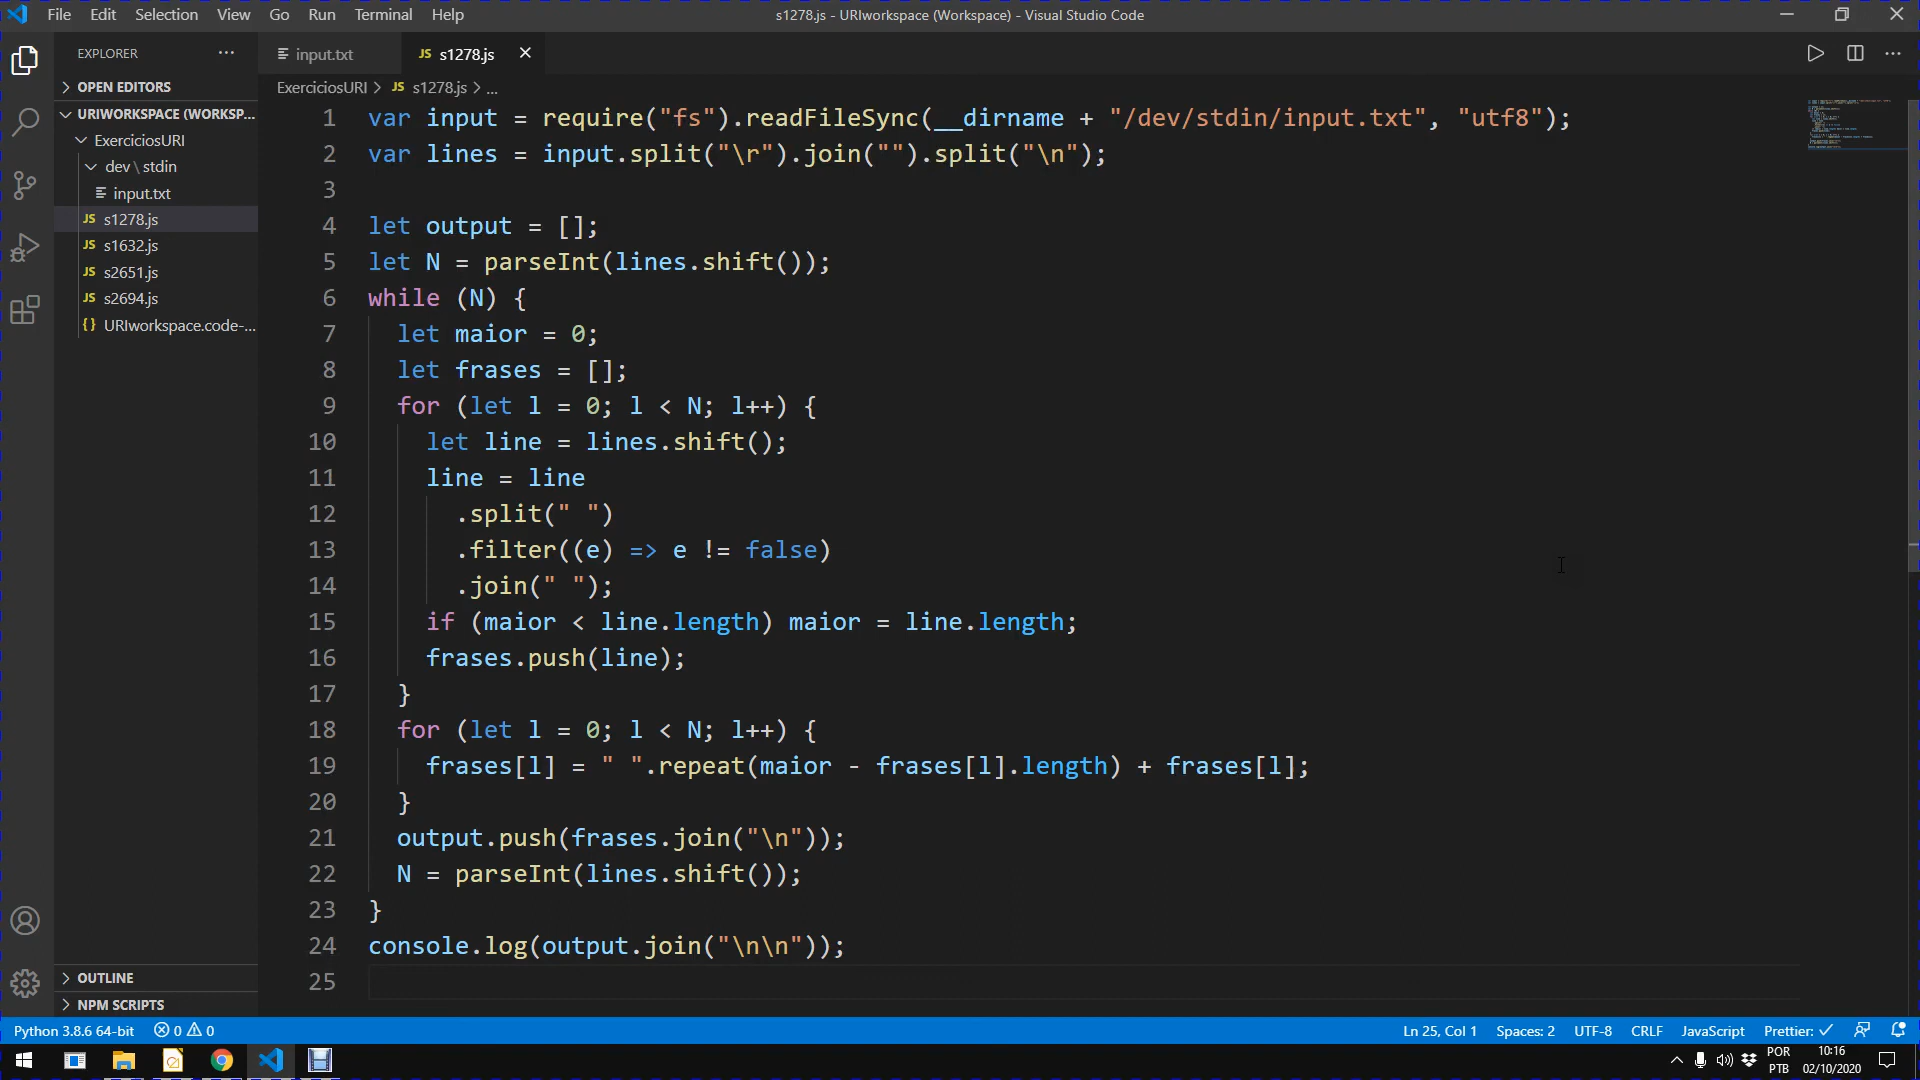 File Edit Selection View Go Run Terminal Help
s1278.js - URIworkspace (Workspace) - Visual Studio Code
EXPLORER
input.txt
JS s1278.js
OPEN EDITORS
ExerciciosURI > JS s1278.js > ...
URIWORKSPACE (WORKSP...
ExerciciosURI
dev \ stdin
input.txt
JS s1278.js
JS s1632.js
JS s2651.js
JS s2694.js
{} URIworkspace.code-...
1 var input = require("fs").readFileSync(__dirname + "/dev/stdin/input.txt", "utf8");
2 var lines = input.split("\r").join("").split("\n");
3
4 let output = [];
5 let N = parseInt(lines.shift());
6 while (N) {
7 let maior = 0;
8 let frases = [];
9 for (let l = 0; l < N; l++) {
10 let line = lines.shift();
11 line = line
12 .split(" ")
13 .filter((e) => e != false)
14 .join(" ");
15 if (maior < line.length) maior = line.length;
16 frases.push(line);
17 }
18 for (let l = 0; l < N; l++) {
19 frases[l] = " ".repeat(maior - frases[l].length) + frases[l];
20 }
21 output.push(frases.join("\n"));
22 N = parseInt(lines.shift());
23 }
24 console.log(output.join("\n\n"));
25
OUTLINE
NPM SCRIPTS
Python 3.8.6 64-bit 0 0
Ln 25, Col 1 Spaces: 2 UTF-8 CRLF JavaScript Prettier: ✓
POR
PTB
10:16
02/10/2020